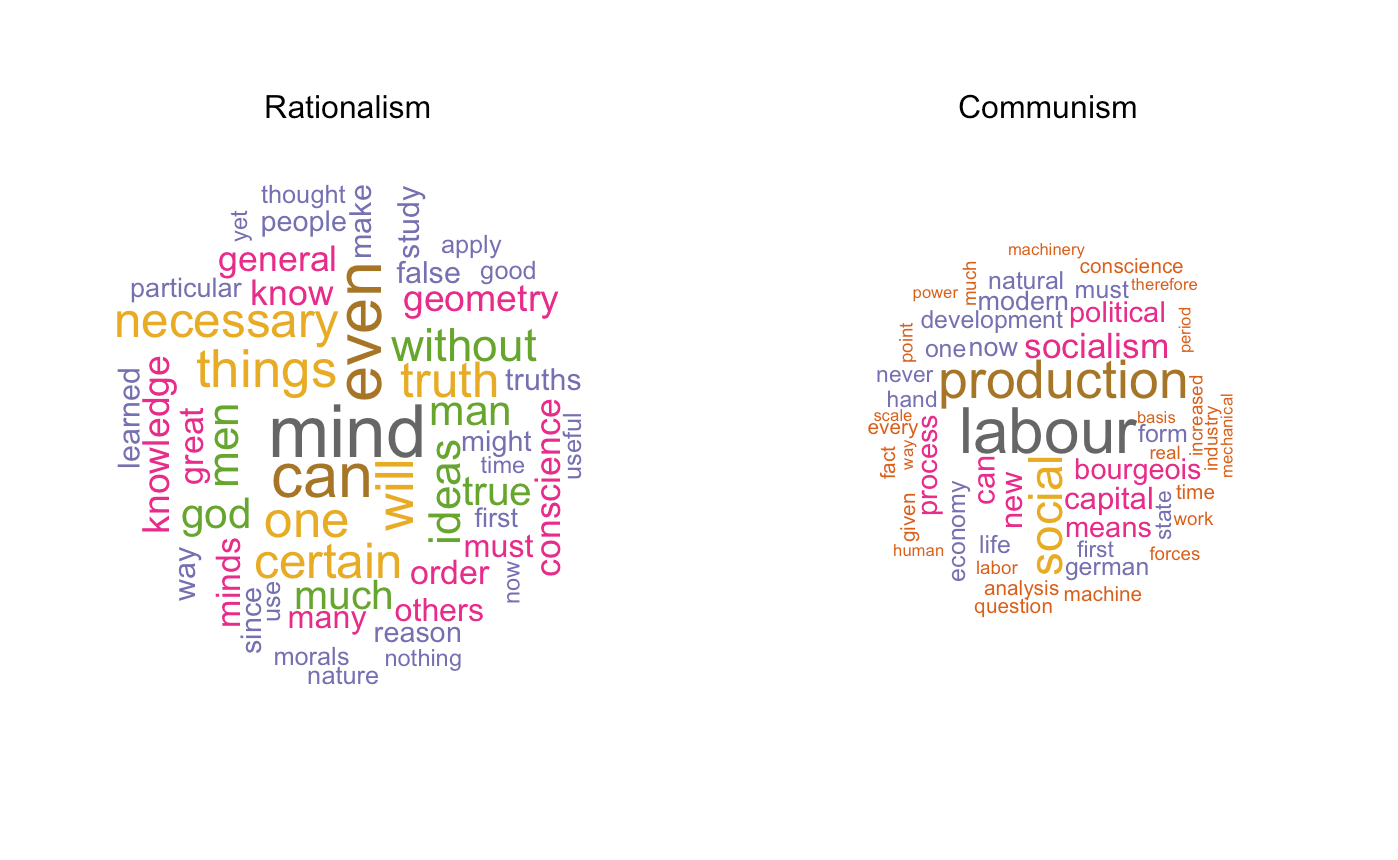 Rationalism
thought
yet
people
make
study
apply
general
false
good
particular
know
geometry
necessary
even
without
things
truth
truths
learned
knowledge
great
men
mind
man
might
time
ideas
conscience
useful
can
will
true
god
one
first
way
minds
certain
must
order
now
since
use
much
many
others
reason
morals
nothing
nature
Communism
machinery
conscience
much
natural
must
therefore
power
modern
political
development
period
point
one
now
socialism
never
production
hand
increased
scale
every
labour
basis
form
industry
mechanical
fact
way
process
real
can
new
social
bourgeois
given
economy
capital
time
means
state
work
human
life
first
forces
labor
german
analysis
machine
question